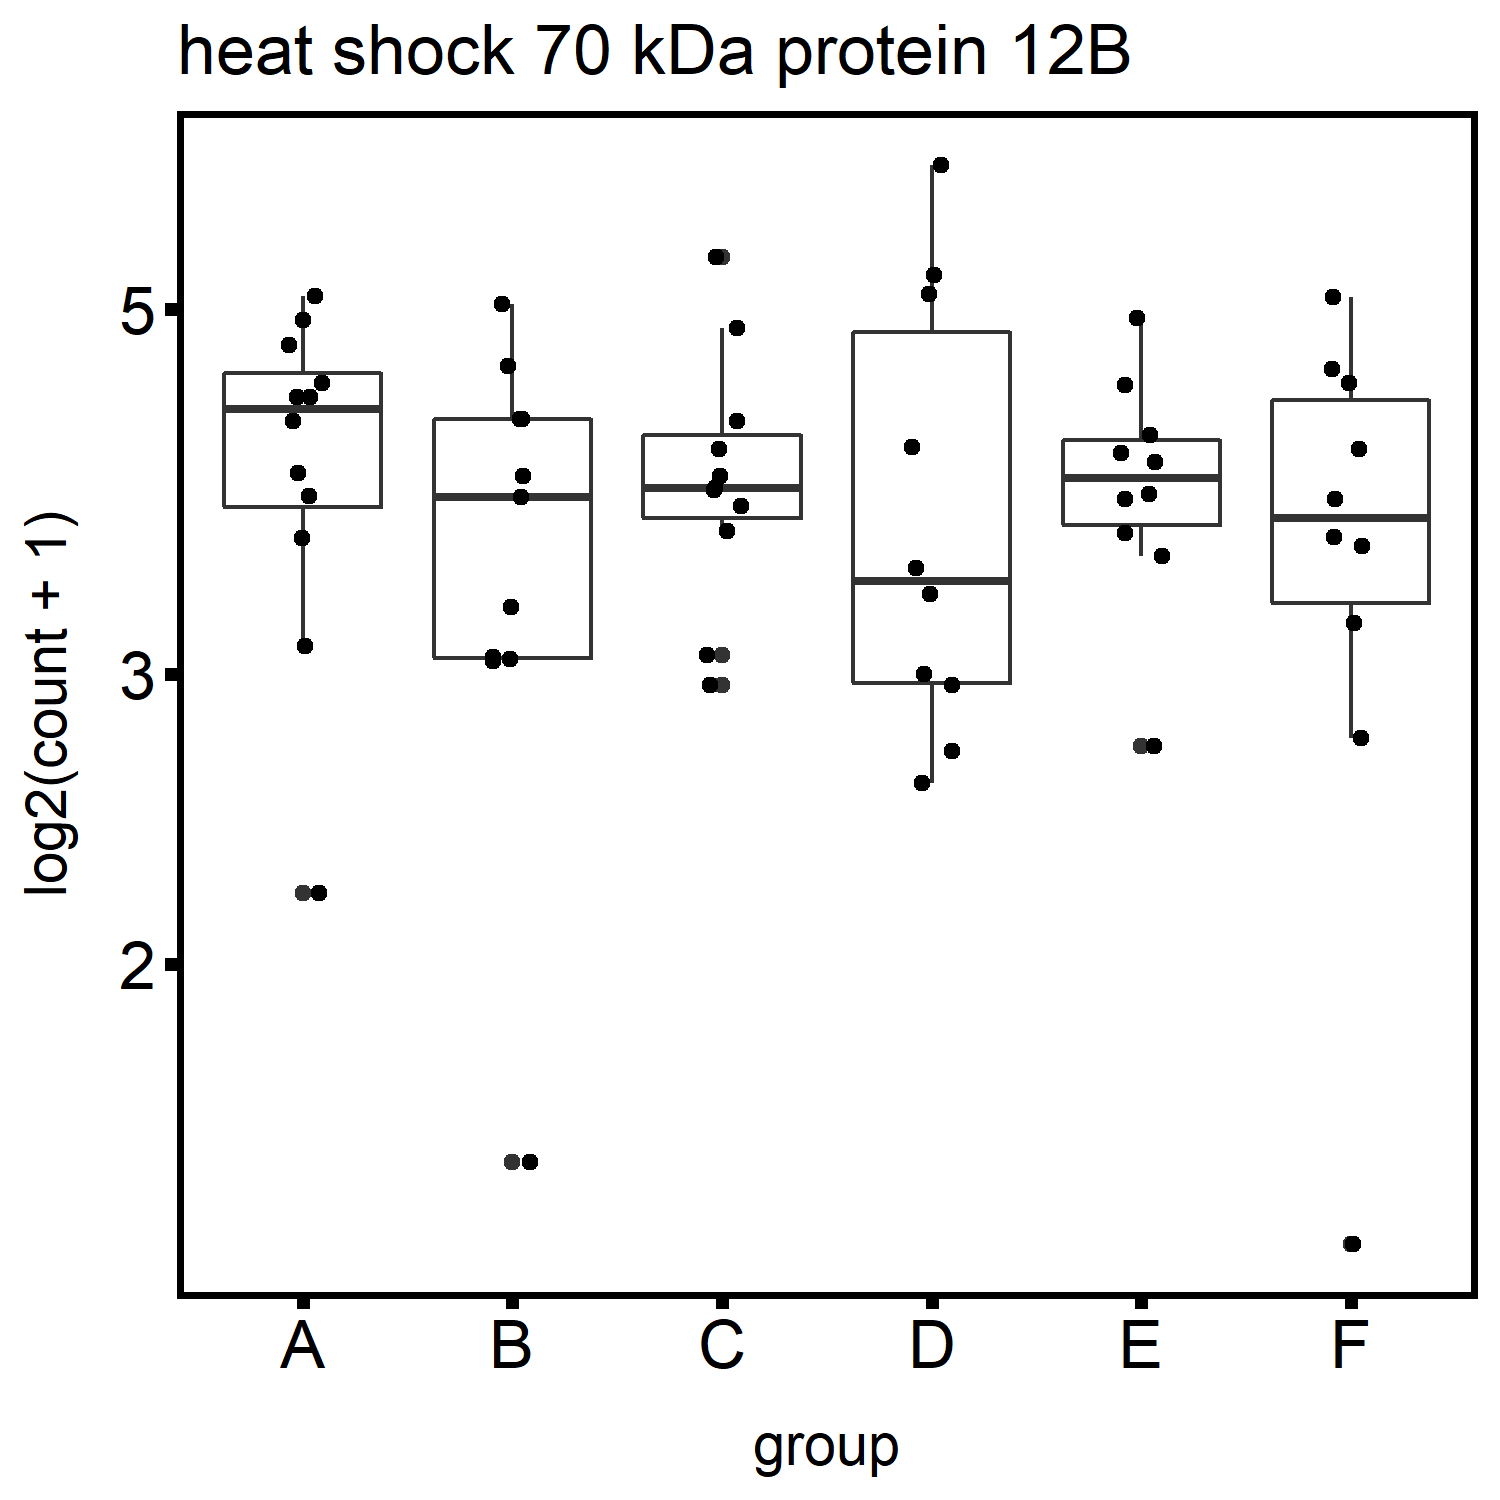 heat shock 70 kDa protein 12B
log2(count + 1)
5
3
2
A B C D E F
group